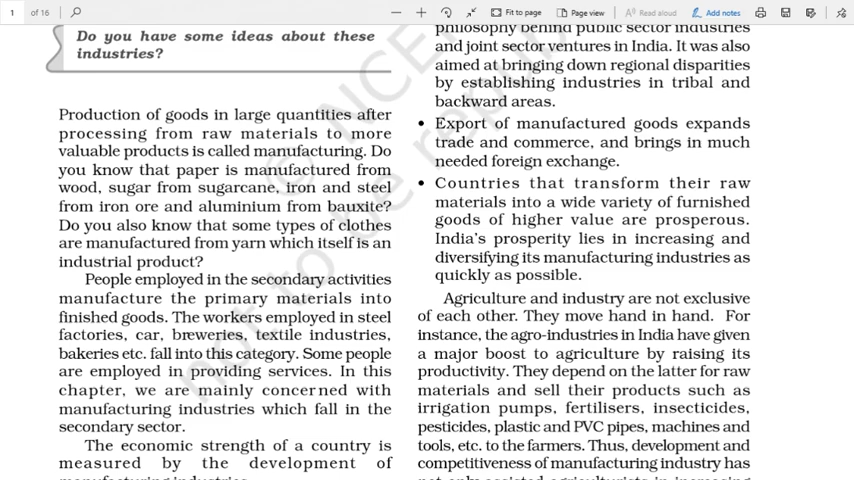 1 of 16
Fit to page
Page view
Read aloud
Add notes
Do you have some ideas about these
industries?
Production of goods in large quantities after
processing from raw materials to more
valuable products is called manufacturing. Do
you know that paper is manufactured from
wood, sugar from sugarcane, iron and steel
from iron ore and aluminium from bauxite?
Do you also know that some types of clothes
are manufactured from yarn which itself is an
industrial product?
People employed in the secondary activities
manufacture the primary materials into
finished goods. The workers employed in steel
factories, car, breweries, textile industries,
bakeries etc. fall into this category. Some people
are employed in providing services. In this
chapter, we are mainly concerned with
manufacturing industries which fall in the
secondary sector.
The economic strength of a country is
measured by the development of
manufacturing industries.
philosophy behind public sector industries
and joint sector ventures in India. It was also
aimed at bringing down regional disparities
by establishing industries in tribal and
backward areas.
• Export of manufactured goods expands
trade and commerce, and brings in much
needed foreign exchange.
• Countries that transform their raw
materials into a wide variety of furnished
goods of higher value are prosperous.
India's prosperity lies in increasing and
diversifying its manufacturing industries as
quickly as possible.
Agriculture and industry are not exclusive
of each other. They move hand in hand. For
instance, the agro-industries in India have given
a major boost to agriculture by raising its
productivity. They depend on the latter for raw
materials and sell their products such as
irrigation pumps, fertilisers, insecticides,
pesticides, plastic and PVC pipes, machines and
tools, etc. to the farmers. Thus, development and
competitiveness of manufacturing industry has
not only assisted agriculturists in increasing
© NCE
not to be repu